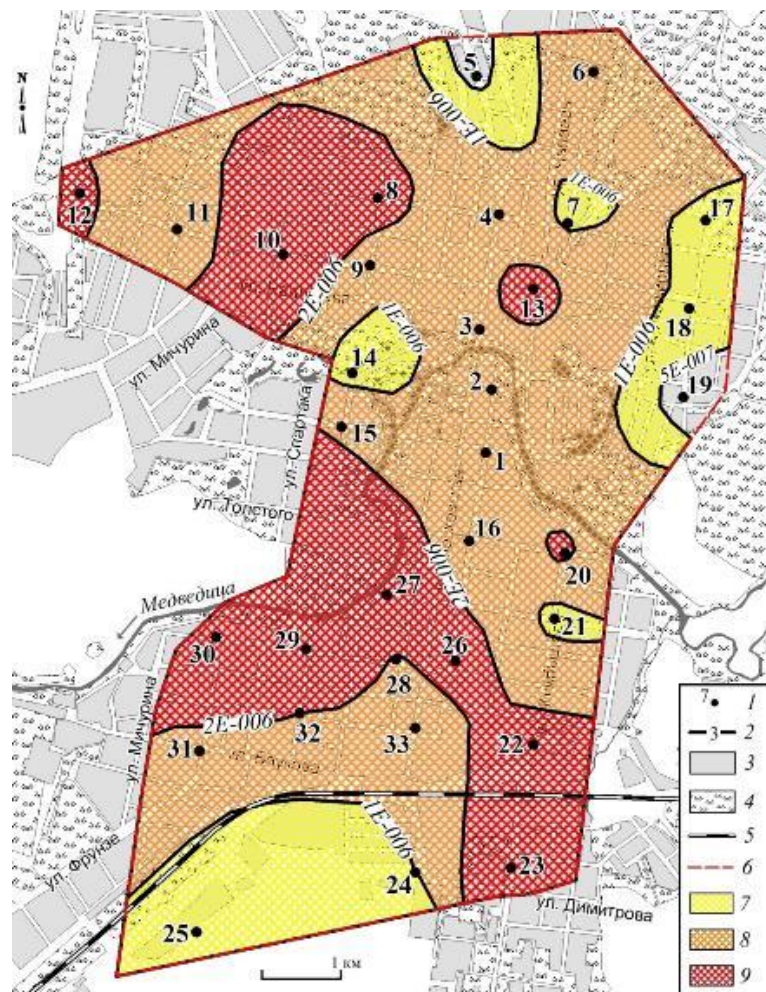 N
5
6
1E-006
12
11
8
10
9
2E-006
4
7
1E-006
17
13
3
18
1E-006
5E-007
19
ул. Мичурина
14
1E-006
2
15
1
ул. Спартака
ул. Толстого
16
2E-006
20
Медведица
27
21
30
29
26
28
ул. Мичурина
2E-006
32
31
33
22
1E-006
ул. Фрунзе
24
23
ул. Димитрова
25
1 км
7 1
3 2
3
4
5
6
7
8
9